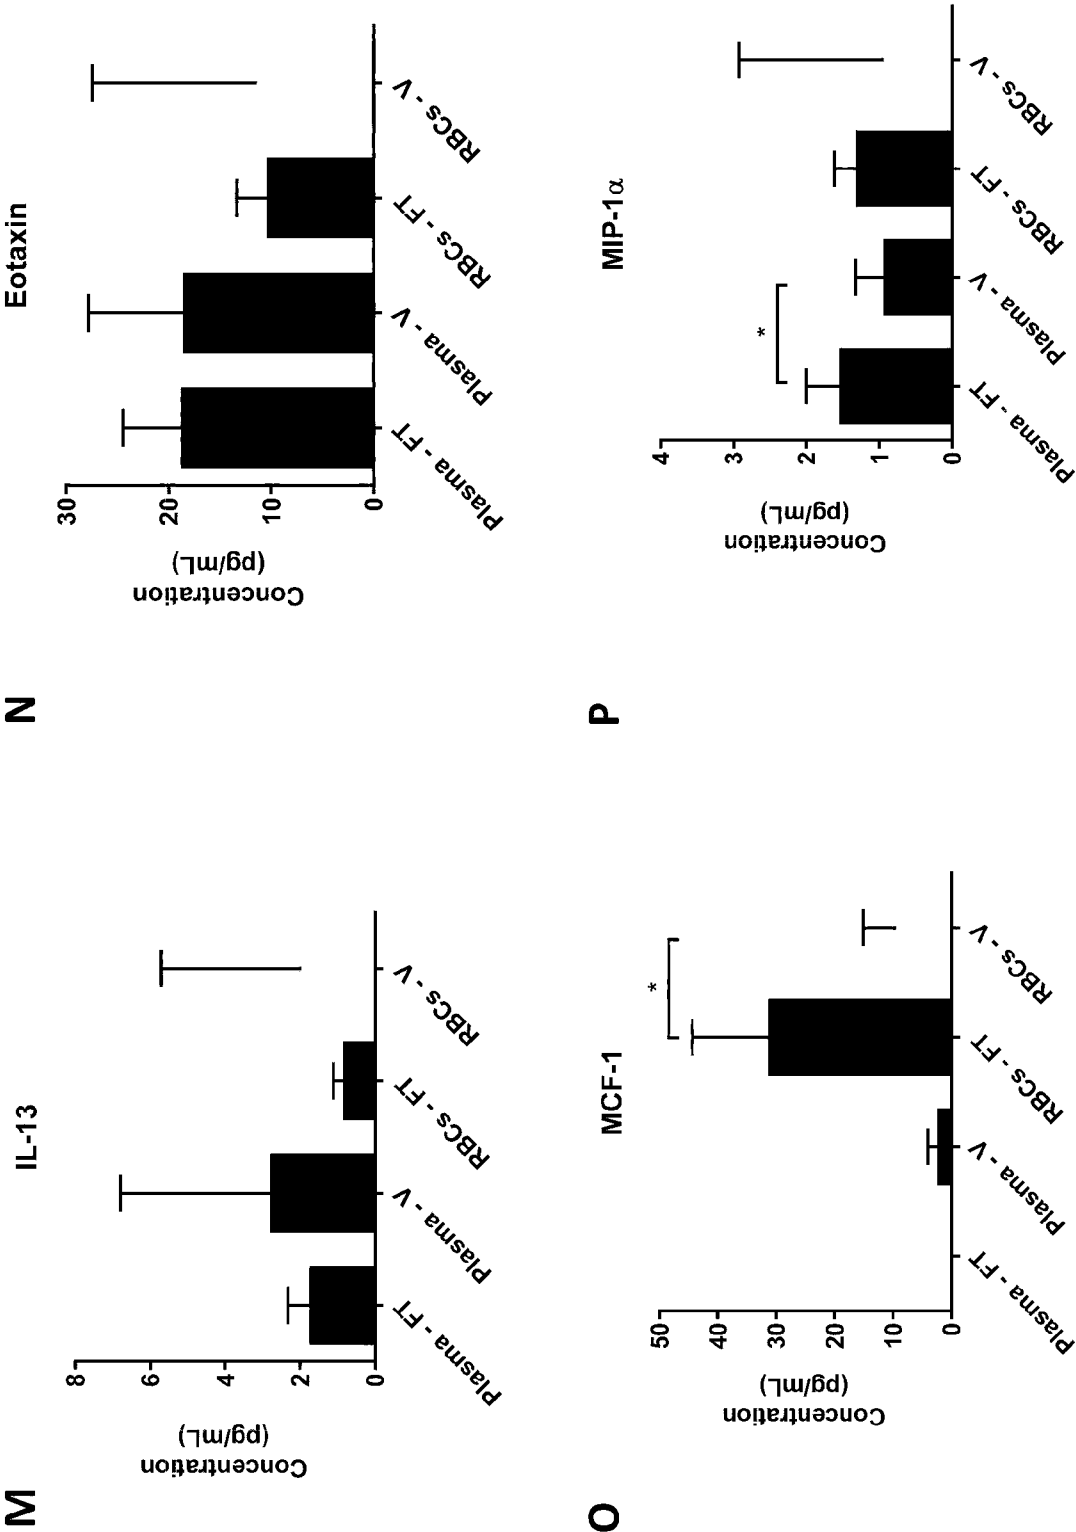 M
IL-13
Concentration
(pg/mL)
8
6
4
2
0
Plasma - FT
Plasma - V
RBCs - FT
RBCs - V
N
Eotaxin
Concentration
(pg/mL)
30
20
10
0
Plasma - FT
Plasma - V
RBCs - FT
RBCs - V
O
MCF-1
Concentration
(pg/mL)
50
40
30
20
10
0
*
Plasma - FT
Plasma - V
RBCs - FT
RBCs - V
P
MIP-1α
Concentration
(pg/mL)
4
3
2
1
0
*
Plasma - FT
Plasma - V
RBCs - FT
RBCs - V